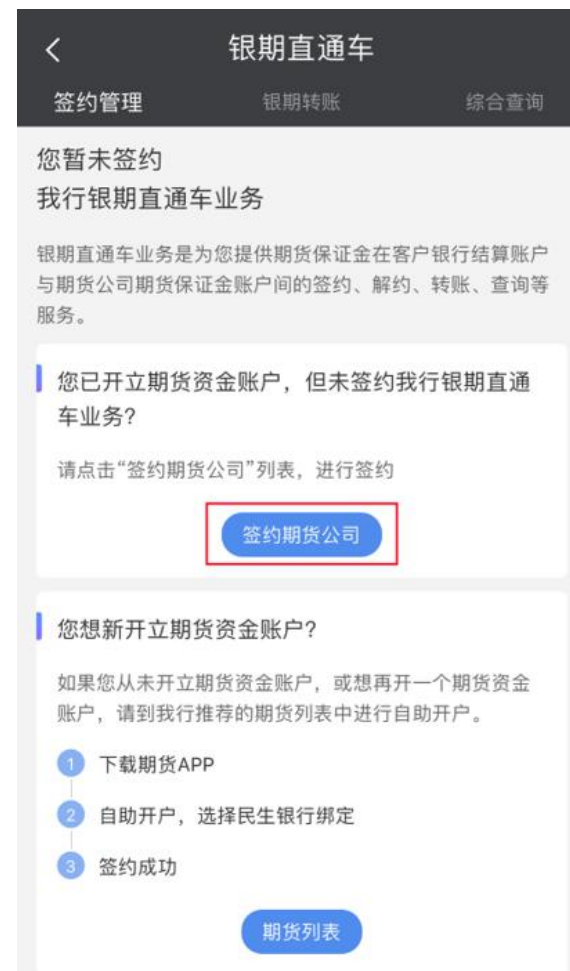 银期直通车
签约管理 银期转账 综合查询
您暂未签约
我行银期直通车业务
银期直通车业务是为您提供期货保证金在客户银行结算账户
与期货公司期货保证金账户间的签约、解约、转账、查询等
服务。
您已开立期货资金账户，但未签约我行银期直通
车业务?
请点击“签约期货公司”列表，进行签约
签约期货公司
您想新开立期货资金账户?
如果您从未开立期货资金账户，或想再开一个期货资金
账户，请到我行推荐的期货列表中进行自助开户。
1 下载期货APP
2 自助开户，选择民生银行绑定
3 签约成功
期货列表